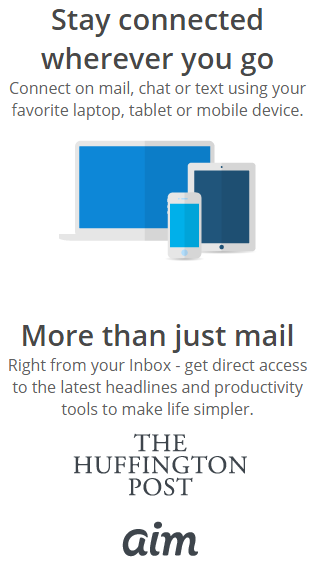 Stay connected
wherever you go
Connect on mail, chat or text using your
favorite laptop, tablet or mobile device.
More than just mail
Right from your Inbox - get direct access
to the latest headlines and productivity
tools to make life simpler.
THE
HUFFINGTON
POST
aim